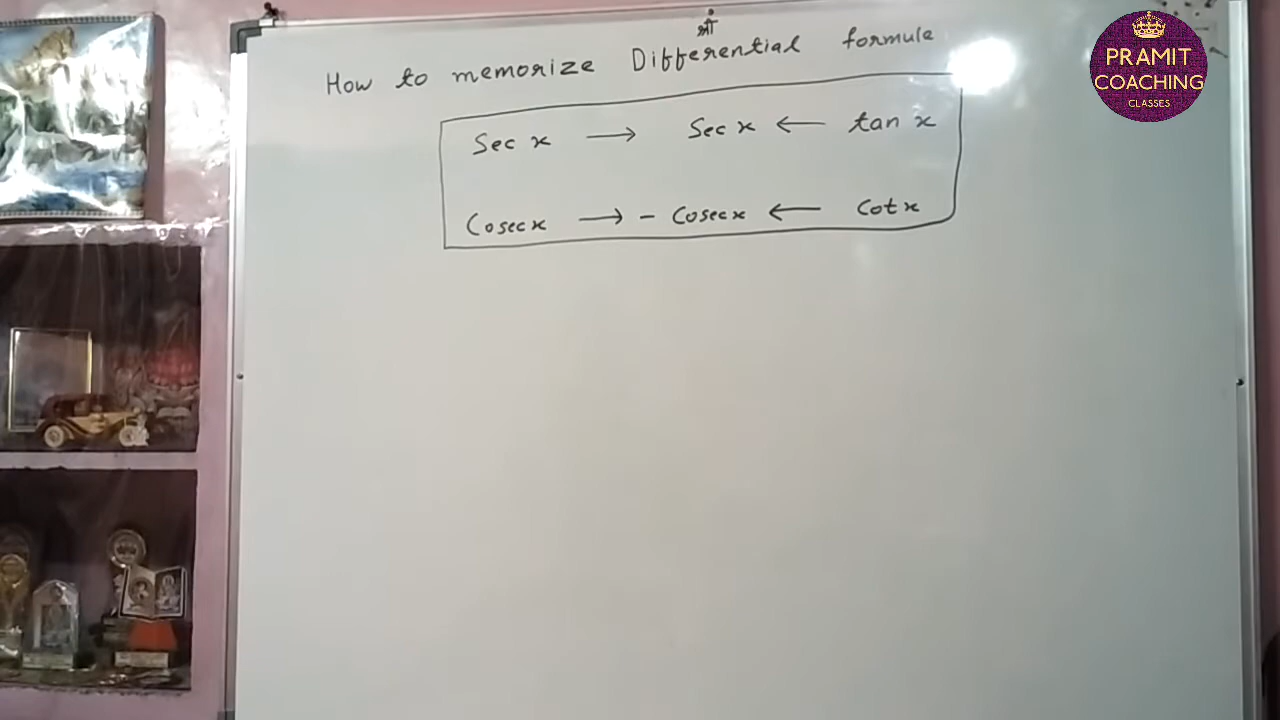 श्रीं
How to memorize Differential formule
Sec x → Sec x ← tan x
Cosec x → - Cosec x ← Cot x
PRAMIT
COACHING
CLASSES